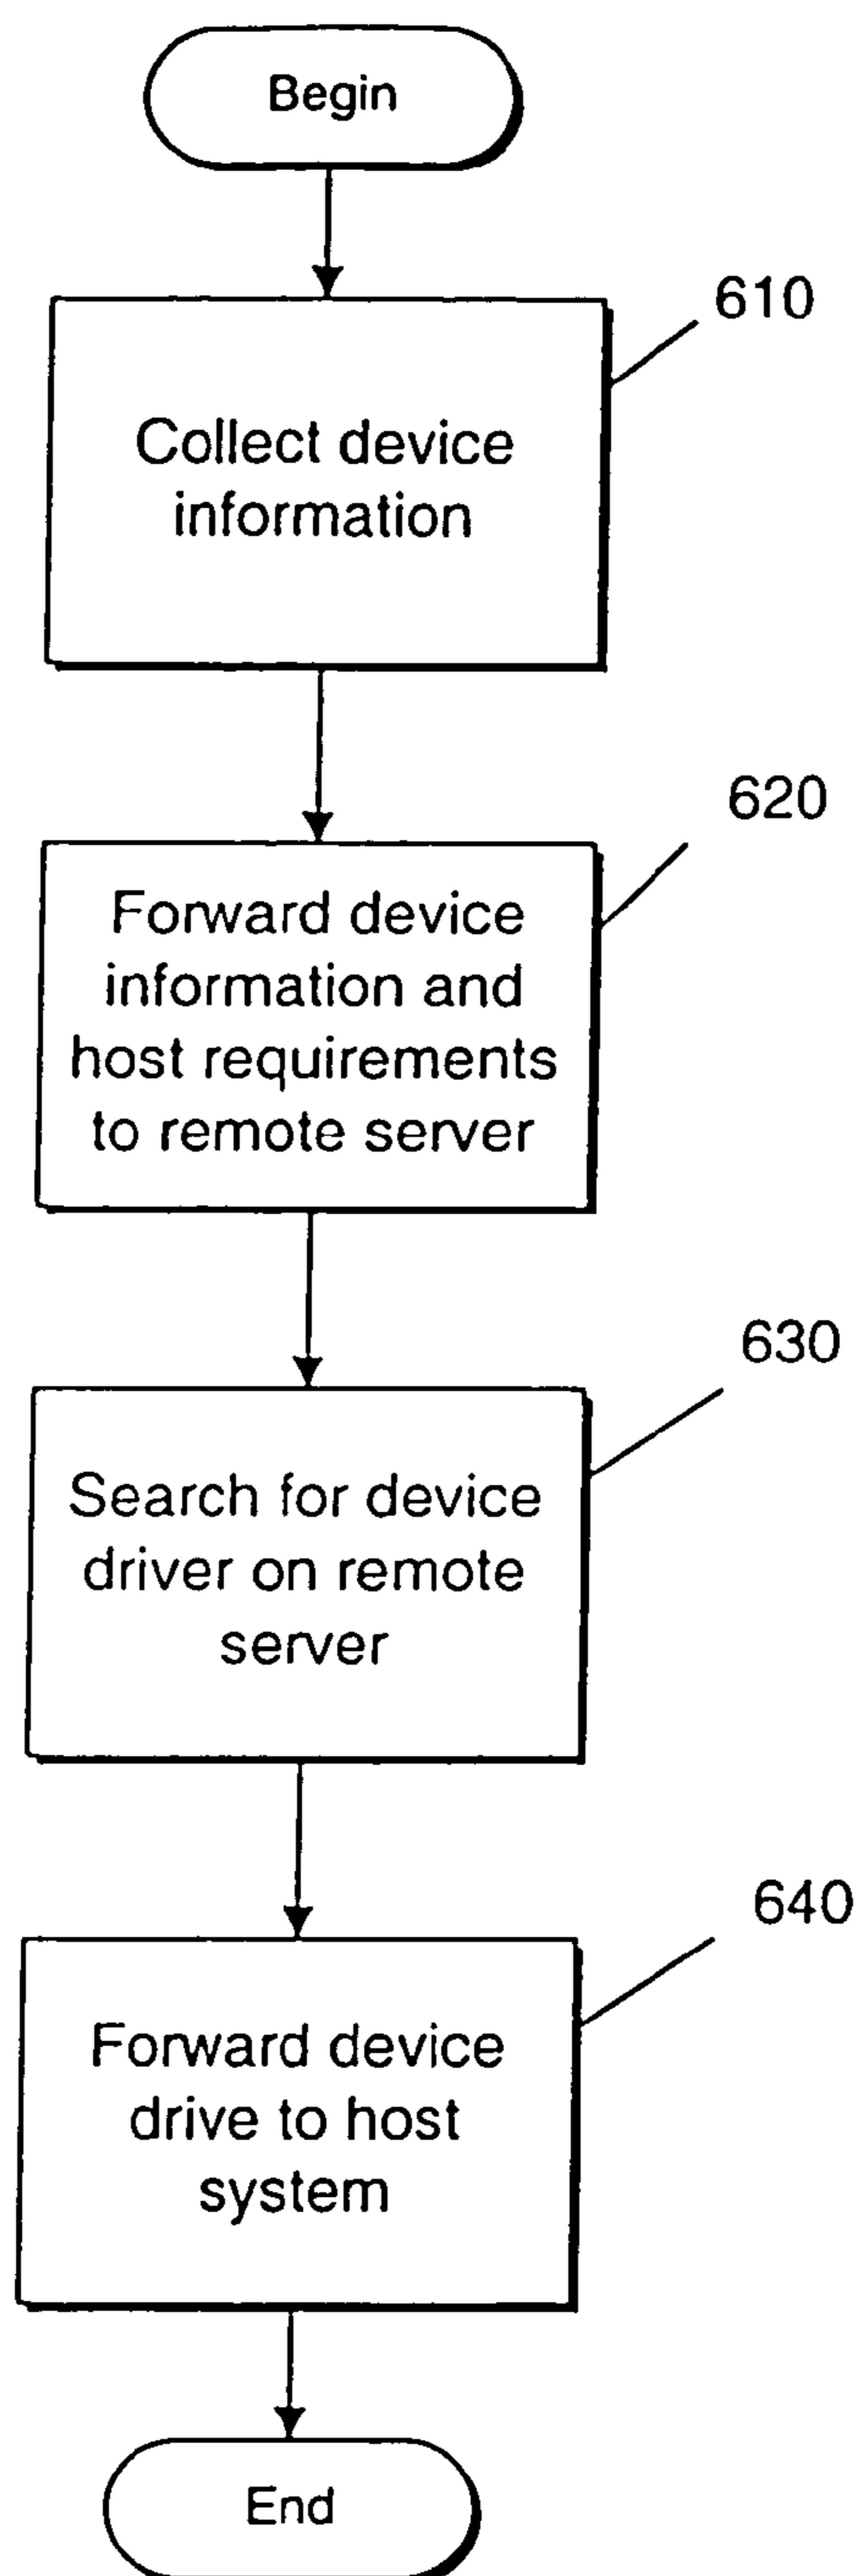 Begin
610
Collect device
information
620
Forward device
information and
host requirements
to remote server
630
Search for device
driver on remote
server
640
Forward device
drive to host
system
End